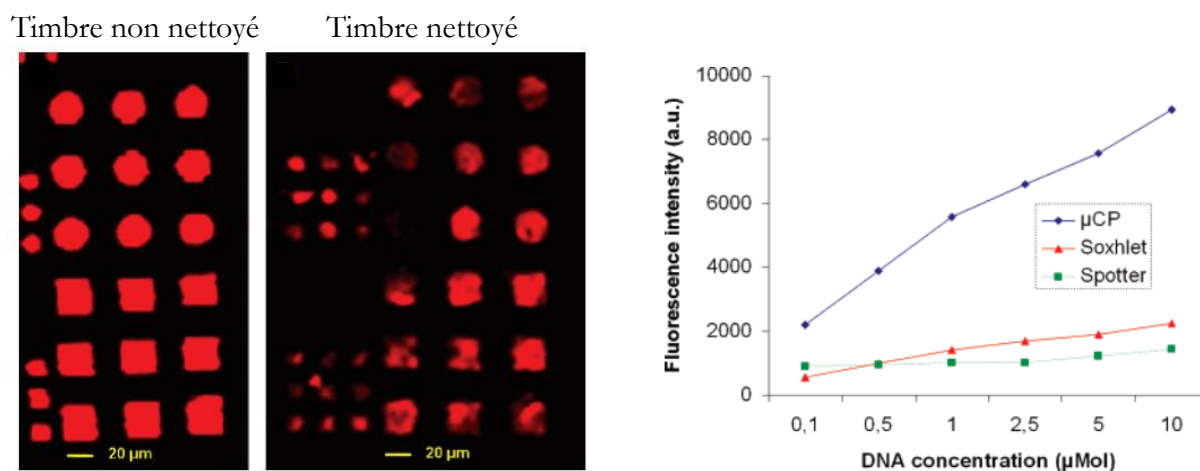 Timbre non nettoyé
Timbre nettoyé
20 µm
20 µm
Fluorescence intensity (a.u.)
10000
8000
6000
4000
2000
0
µCP
Soxhlet
Spotter
0,1 0,5 1 2,5 5 10
DNA concentration (µMol)